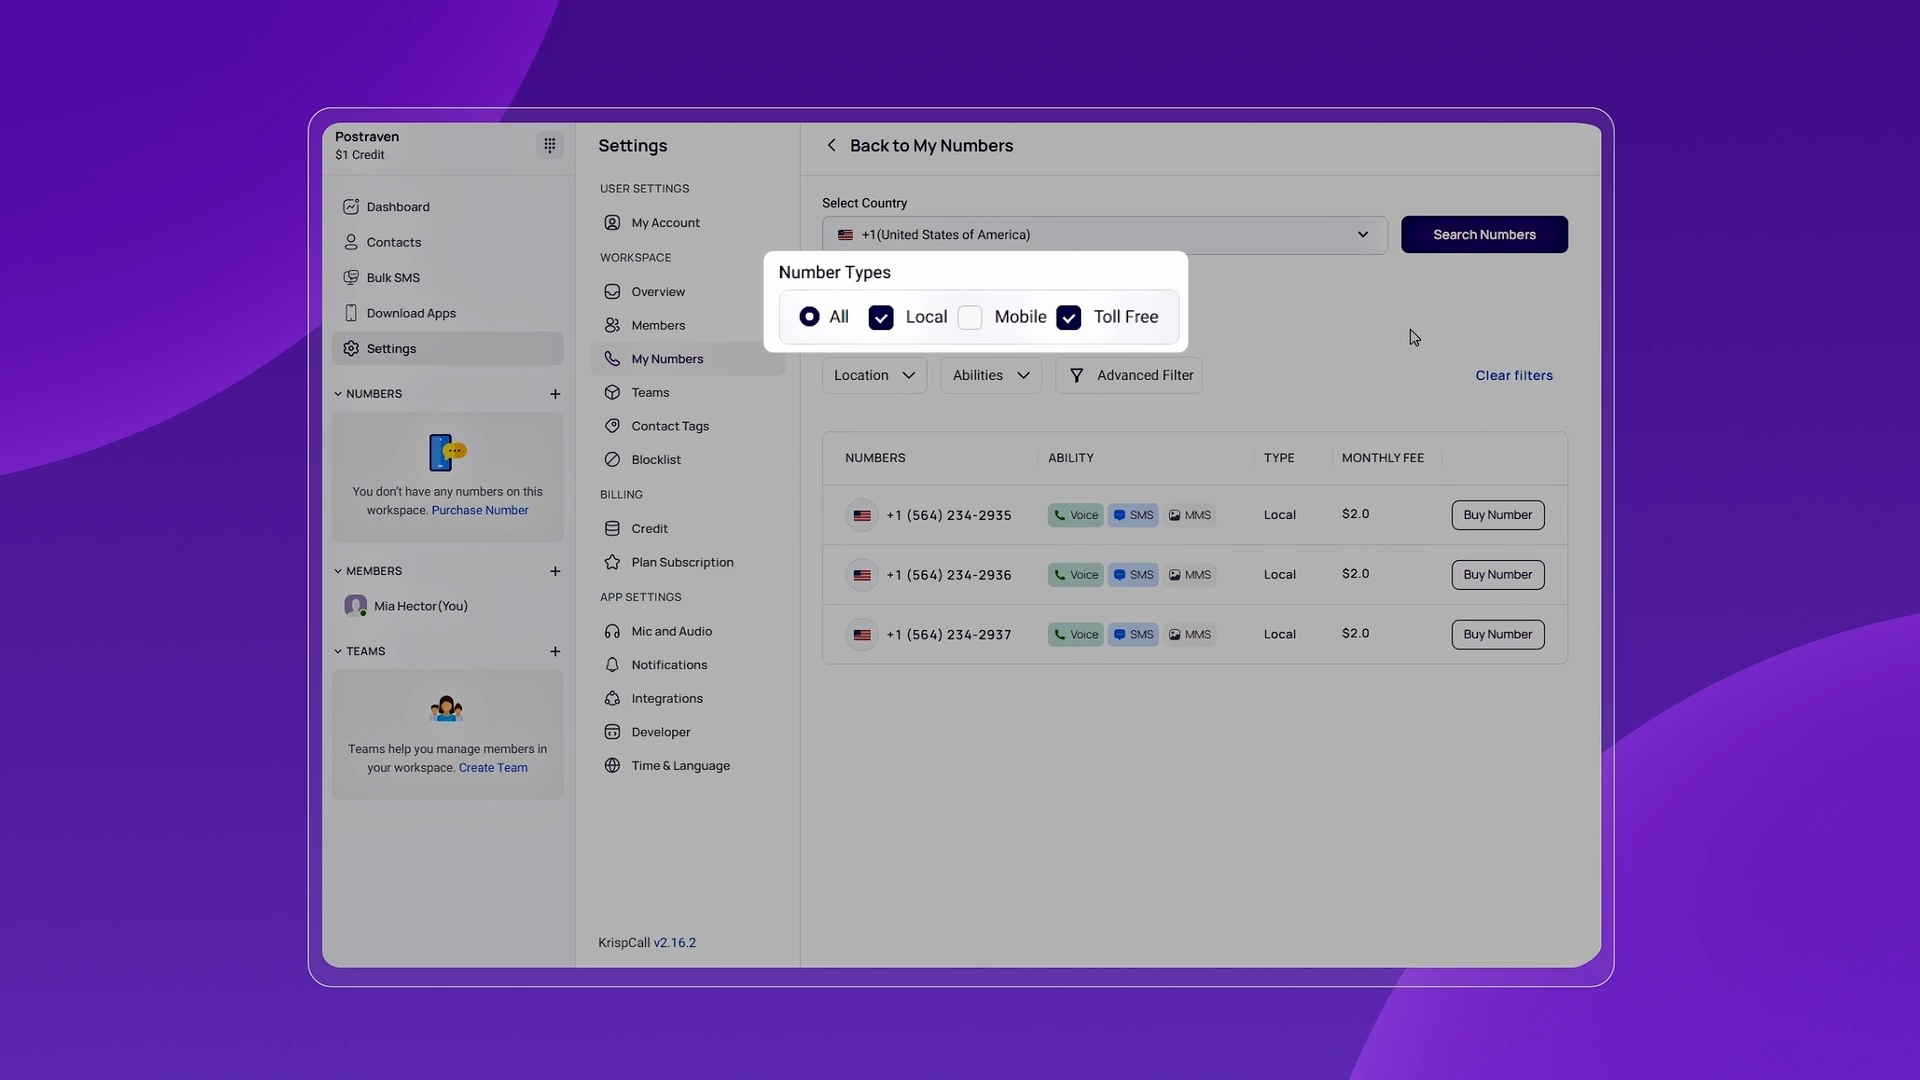 Postraven
$1 Credit
Dashboard
Contacts
Bulk SMS
Download Apps
Settings
NUMBERS
You don't have any numbers on this
workspace. Purchase Number
MEMBERS
Mia Hector(You)
TEAMS
Teams help you manage members in
your workspace. Create Team
Settings
USER SETTINGS
My Account
WORKSPACE
Overview
Members
My Numbers
Teams
Contact Tags
Blocklist
BILLING
Credit
Plan Subscription
APP SETTINGS
Mic and Audio
Notifications
Integrations
Developer
Time & Language
KrispCall v2.16.2
Back to My Numbers
Select Country
+1(United States of America)
Search Numbers
Number Types
All Local Mobile Toll Free
Location Abilities Advanced Filter Clear filters
NUMBERS ABILITY TYPE MONTHLY FEE
+1 (564) 234-2935 Voice SMS MMS Local $2.0 Buy Number
+1 (564) 234-2936 Voice SMS MMS Local $2.0 Buy Number
+1 (564) 234-2937 Voice SMS MMS Local $2.0 Buy Number